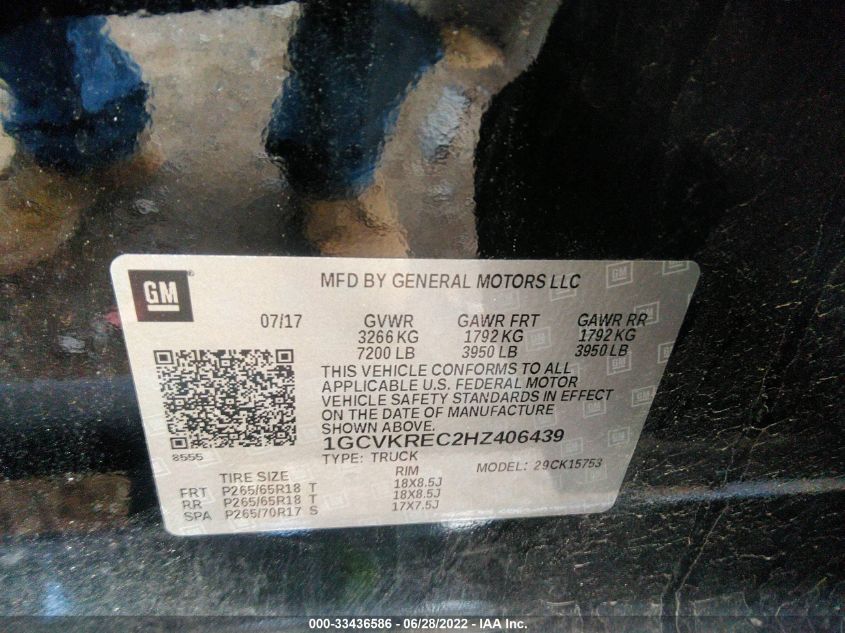 GM ®
MFD BY GENERAL MOTORS LLC
07/17 GVWR GAWR FRT GAWR RR
3266 KG 1792 KG 1792 KG
7200 LB 3950 LB 3950 LB
THIS VEHICLE CONFORMS TO ALL
APPLICABLE U.S. FEDERAL MOTOR
VEHICLE SAFETY STANDARDS IN EFFECT
ON THE DATE OF MANUFACTURE
SHOWN ABOVE.
1GCVKREC2HZ406439
8555
TYPE: TRUCK MODEL: 29CK15753
TIRE SIZE RIM
FRT P265/65R18 T 18X8.5J
RR P265/65R18 T 18X8.5J
SPA P265/70R17 S 17X7.5J
000-33436586 - 06/28/2022 - IAA Inc.